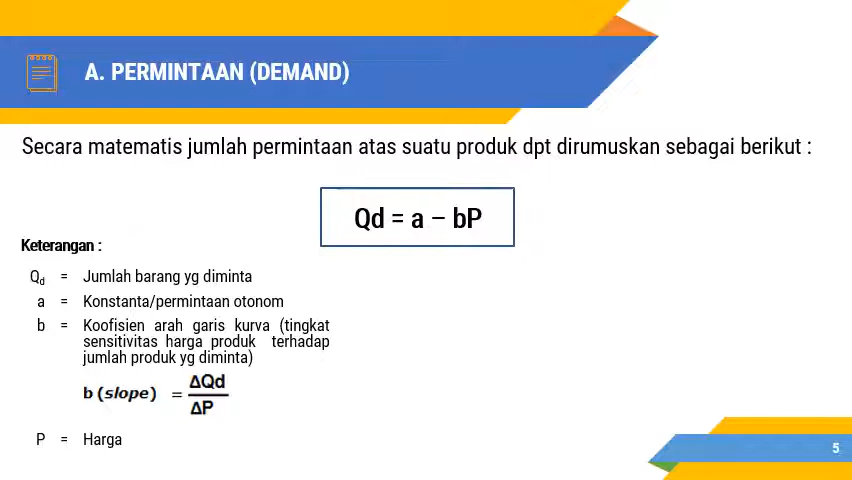 A. PERMINTAAN (DEMAND)
Secara matematis jumlah permintaan atas suatu produk dpt dirumuskan sebagai berikut :
Qd = a – bP
Keterangan :
Qd = Jumlah barang yg diminta
a = Konstanta/permintaan otonom
b = Koofisien arah garis kurva (tingkat
sensitivitas harga produk terhadap
jumlah produk yg diminta)
b (slope) = ΔQd
ΔP
P = Harga
5